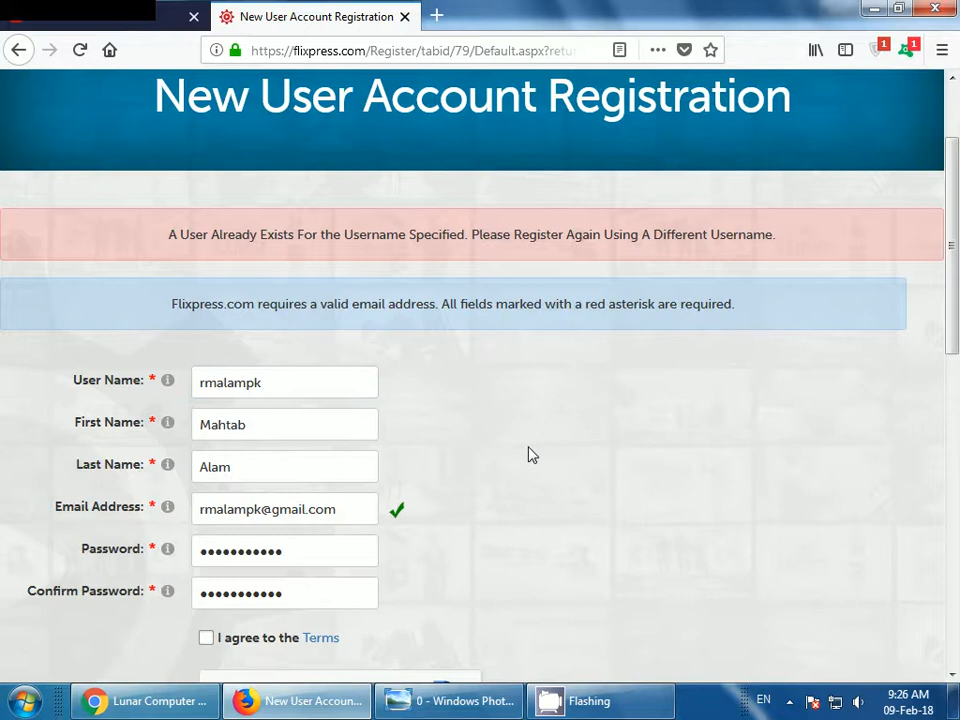 New User Account Registration
https://flixpress.com/Register/tabid/79/Default.aspx?retu
1
1
New User Account Registration
A User Already Exists For the Username Specified. Please Register Again Using A Different Username.
Flixpress.com requires a valid email address. All fields marked with a red asterisk are required.
User Name: * rmalampk
First Name: * Mahtab
Last Name: * Alam
Email Address: * rmalampk@gmail.com
Password: * •••••••••••
Confirm Password: * •••••••••••
I agree to the Terms
Lunar Computer ...
New User Accoun...
0 - Windows Phot...
Flashing
EN
9:26 AM
09-Feb-18